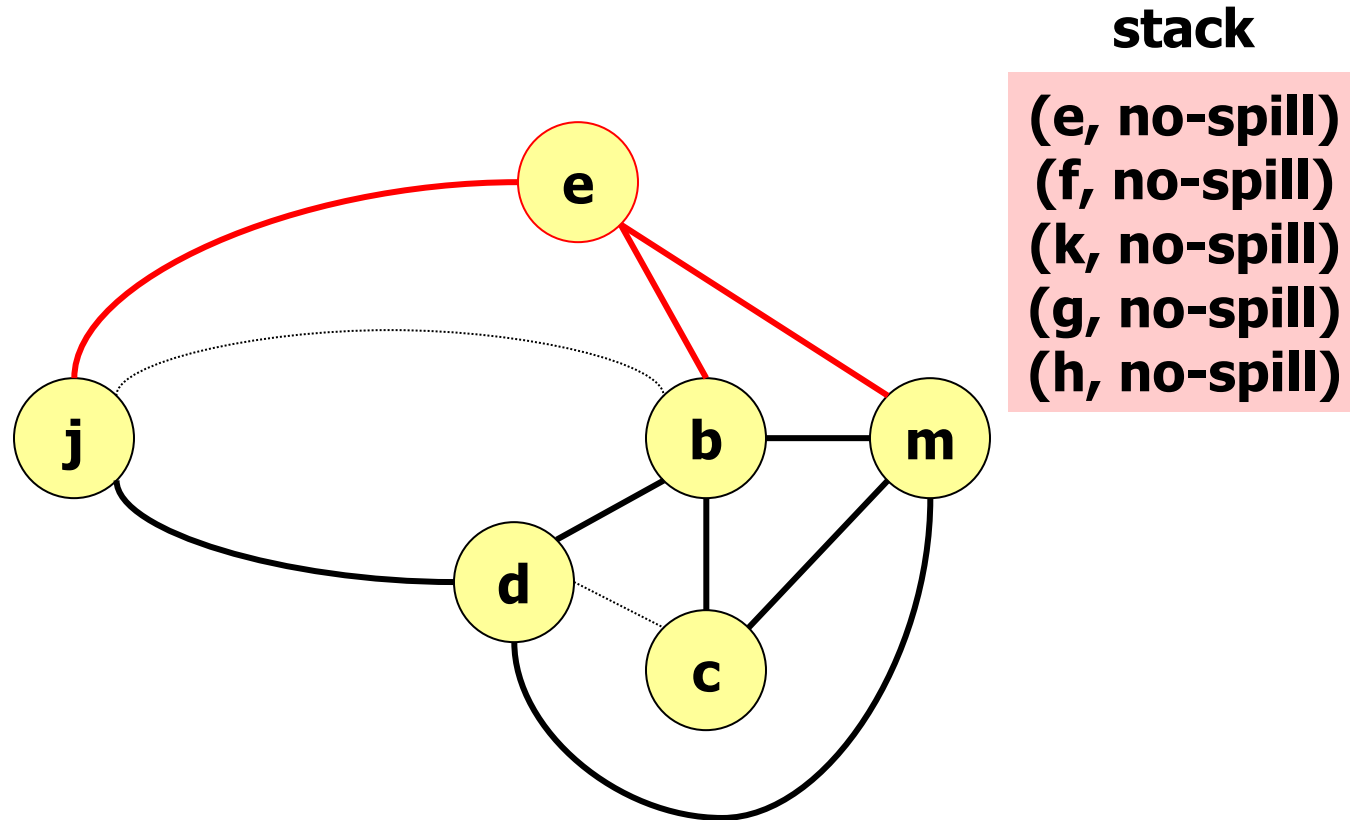 stack
(e, no-spill)
(f, no-spill)
(k, no-spill)
(g, no-spill)
(h, no-spill)
e
j
b
m
d
c